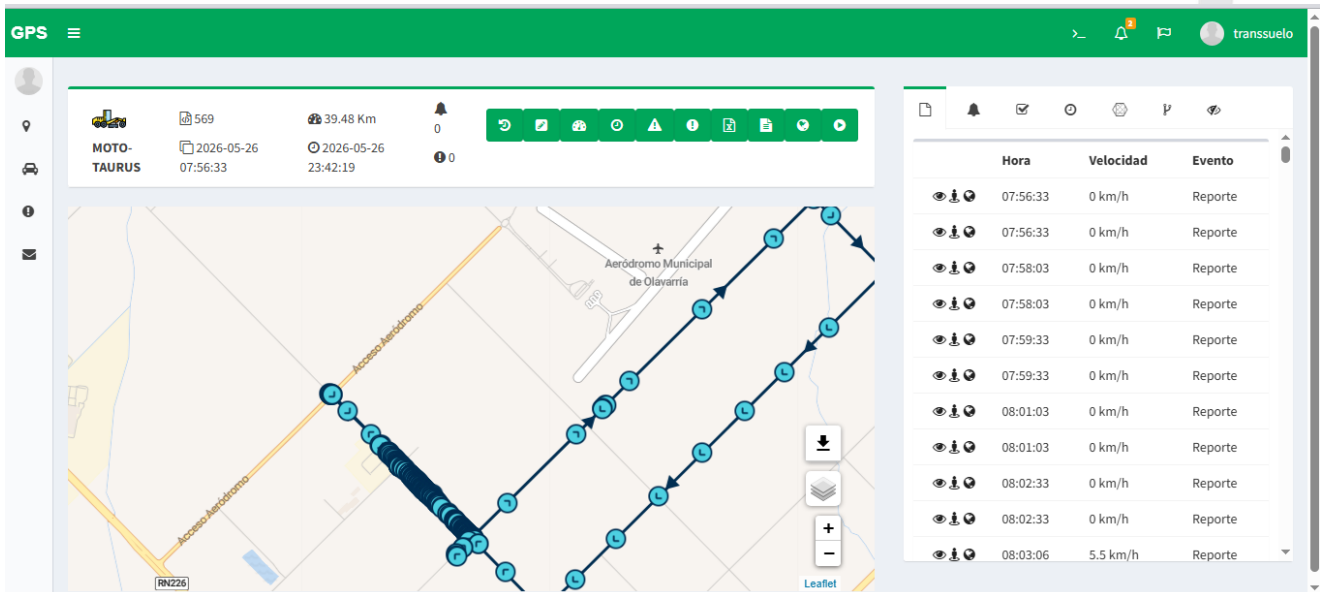 GPS
3
transsuelo
569
39.48 Km
0
MOTO-
TAURUS
2026-05-26
07:56:33
2026-05-26
23:42:19
0
Hora Velocidad Evento
07:56:33 0 km/h Reporte
07:56:33 0 km/h Reporte
07:58:03 0 km/h Reporte
07:58:03 0 km/h Reporte
07:59:33 0 km/h Reporte
07:59:33 0 km/h Reporte
08:01:03 0 km/h Reporte
08:01:03 0 km/h Reporte
08:02:33 0 km/h Reporte
08:02:33 0 km/h Reporte
08:03:06 5.5 km/h Reporte
Aeródromo Municipal
de Olavarría
Acceso Aeródromo
Acceso Aeródromo
RN226
+
−
Leaflet